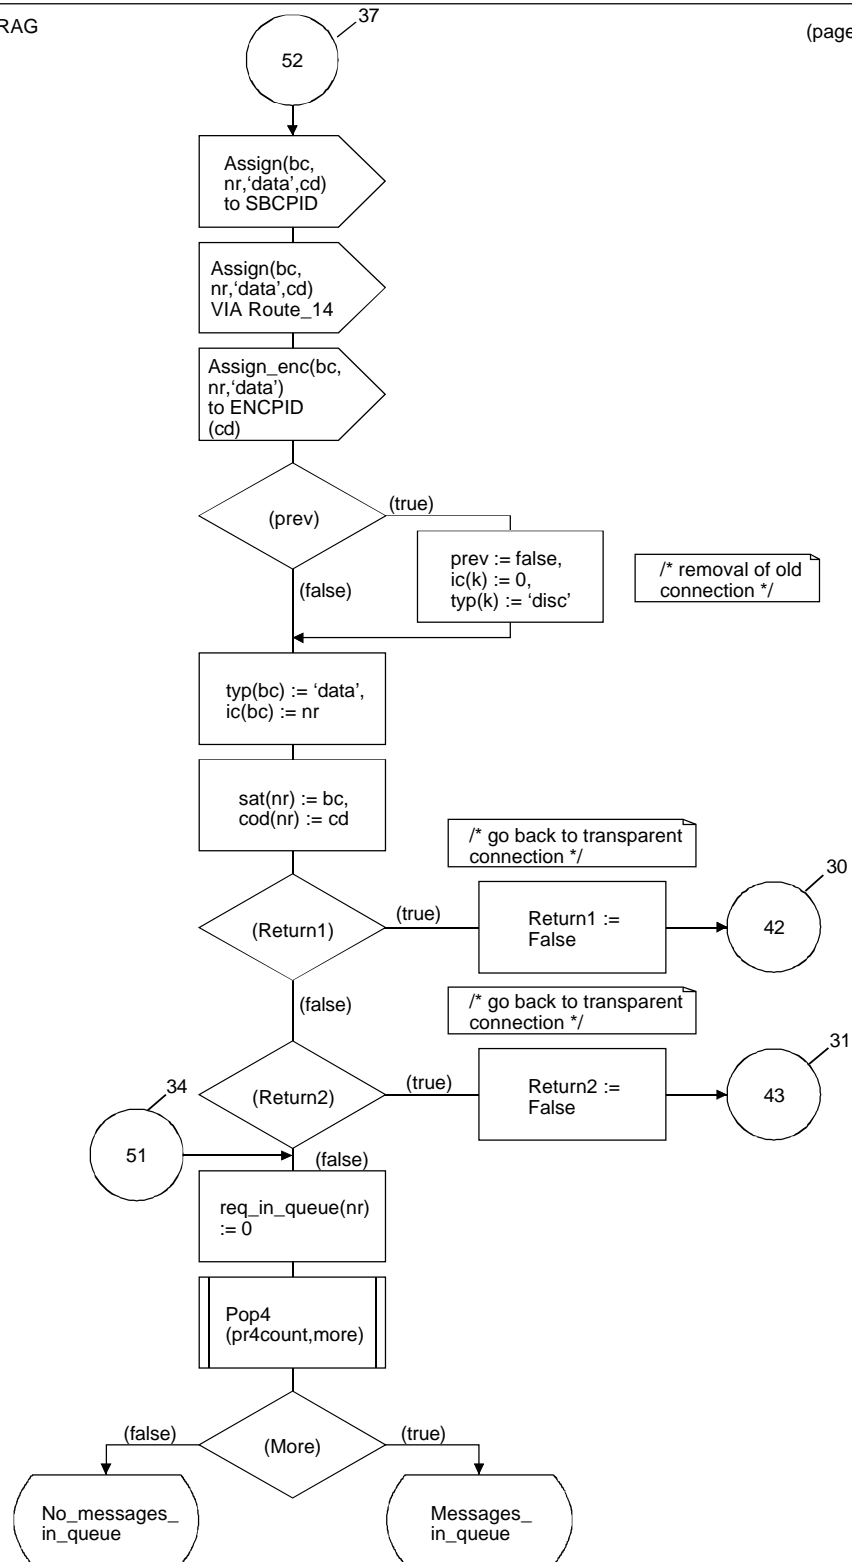 RAG
(page
37
52
Assign(bc,
nr,‘data’,cd)
to SBCPID
Assign(bc,
nr,‘data’,cd)
VIA Route_14
Assign_enc(bc,
nr,‘data’)
to ENCPID
(cd)
(prev)
(true)
prev := false,
ic(k) := 0,
typ(k) := ‘disc’
/* removal of old
connection */
(false)
typ(bc) := ‘data’,
ic(bc) := nr
sat(nr) := bc,
cod(nr) := cd
/* go back to transparent
connection */
(Return1)
(true)
Return1 :=
False
30
42
(false)
/* go back to transparent
connection */
(Return2)
(true)
Return2 :=
False
31
43
34
51
(false)
req_in_queue(nr)
:= 0
Pop4
(pr4count,more)
(false)
(More)
(true)
No_messages_
in_queue
Messages_
in_queue